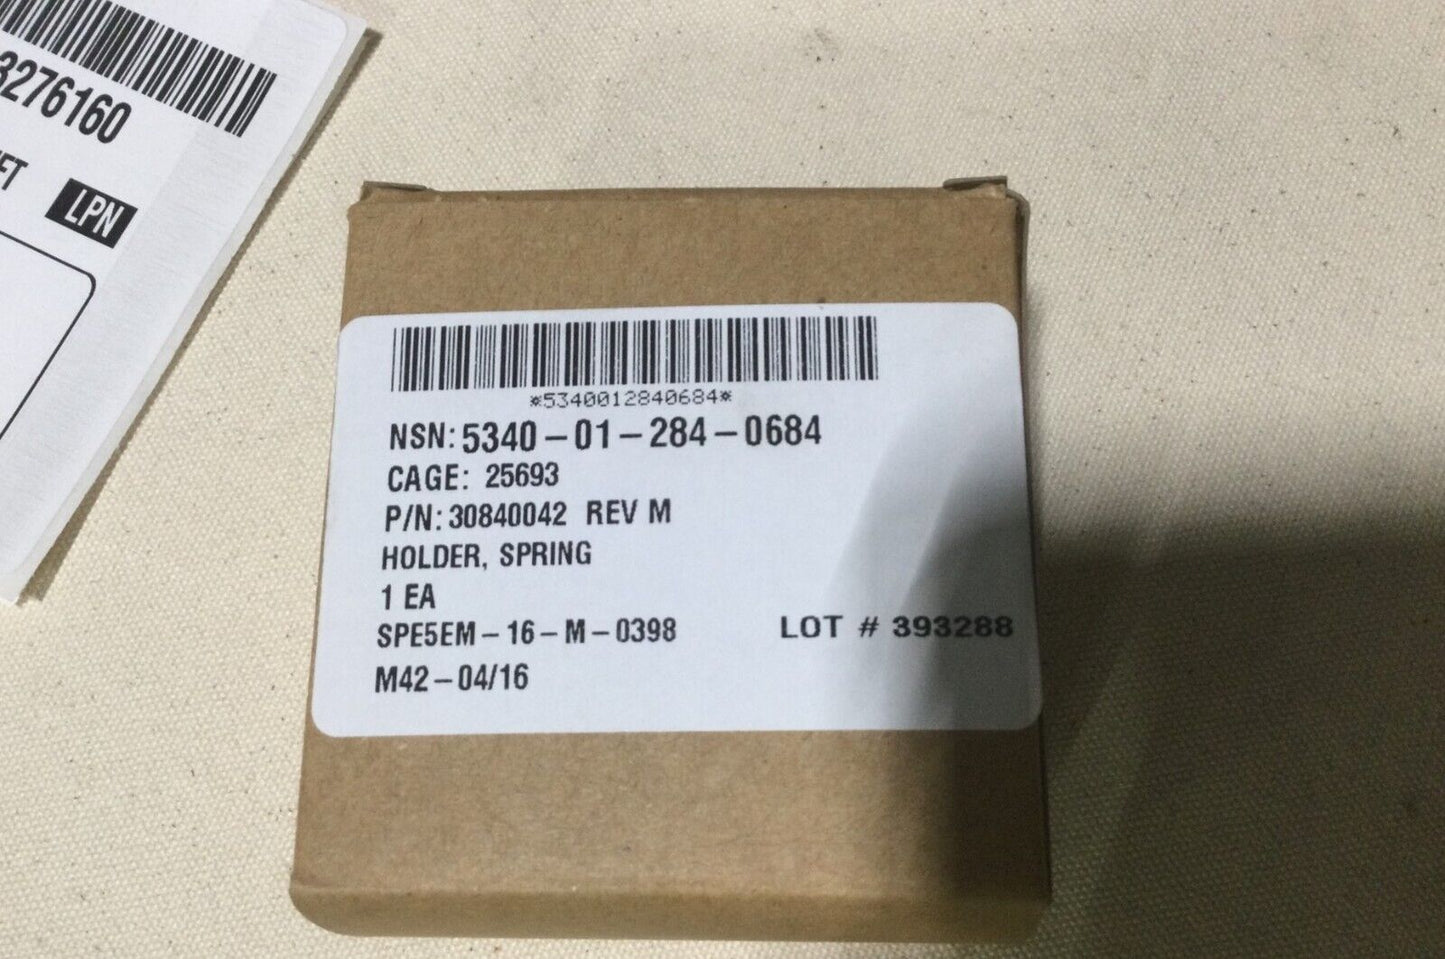 3276160
LPN
*5340012840684*
NSN: 5340-01-284-0684
CAGE: 25693
P/N: 30840042 REV M
HOLDER, SPRING
1 EA
SPE5EM-16-M-0398 LOT # 393288
M42-04/16